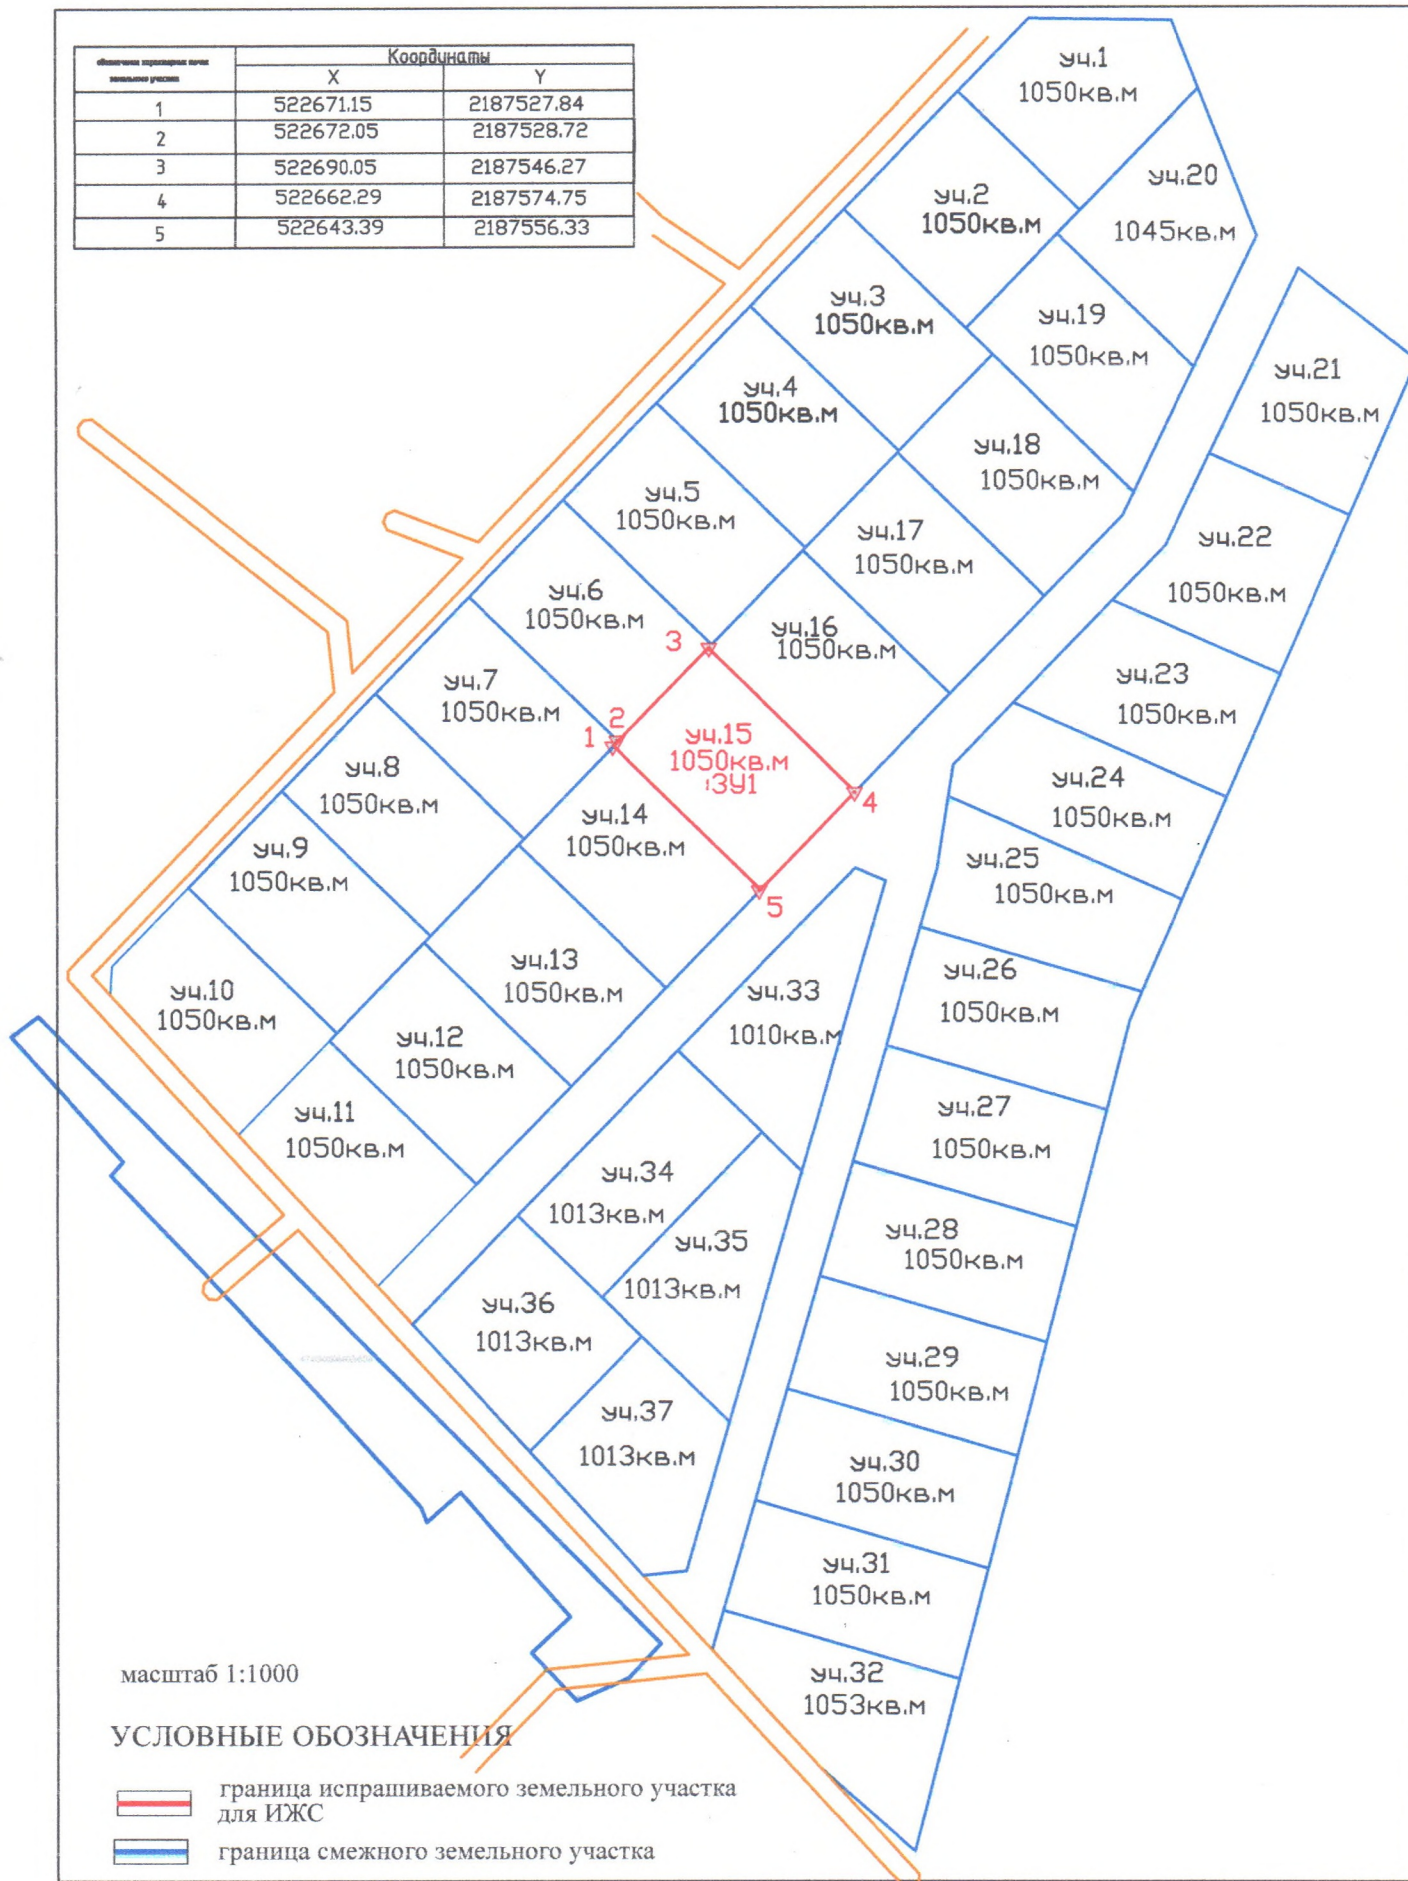 Координаты
X Y
1 522671.15 2187527.84
2 522672.05 2187528.72
3 522690.05 2187546.27
4 522662.29 2187574.75
5 522643.39 2187556.33
уч.1
1050кв.м
уч.20
1045кв.м
уч.2
1050кв.м
уч.3
1050кв.м
уч.19
1050кв.м
уч.21
1050кв.м
уч.4
1050кв.м
уч.18
1050кв.м
уч.5
1050кв.м
уч.17
1050кв.м
уч.22
1050кв.м
уч.6
1050кв.м
уч.16
1050кв.м
3
уч.7
1050кв.м
уч.23
1050кв.м
2
1
уч.15
1050кв.м
:ЗУ1
4
уч.8
1050кв.м
уч.24
1050кв.м
уч.14
1050кв.м
уч.9
1050кв.м
уч.25
1050кв.м
5
уч.13
1050кв.м
уч.26
1050кв.м
уч.10
1050кв.м
уч.33
1010кв.м
уч.12
1050кв.м
уч.11
1050кв.м
уч.27
1050кв.м
уч.34
1013кв.м
уч.35
1013кв.м
уч.28
1050кв.м
уч.36
1013кв.м
уч.29
1050кв.м
уч.37
1013кв.м
уч.30
1050кв.м
уч.31
1050кв.м
уч.32
1053кв.м
масштаб 1:1000
УСЛОВНЫЕ ОБОЗНАЧЕНИЯ
граница испрашиваемого земельного участка
для ИЖС
граница смежного земельного участка